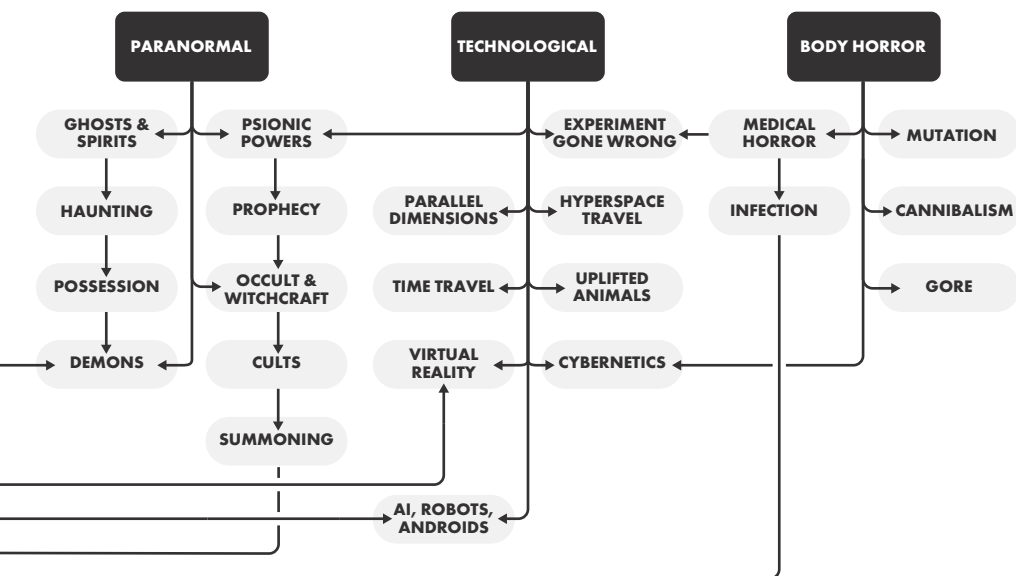 PARANORMAL
TECHNOLOGICAL
BODY HORROR
GHOSTS &
SPIRITS
PSIONIC
POWERS
EXPERIMENT
GONE WRONG
MEDICAL
HORROR
MUTATION
HAUNTING
PROPHECY
PARALLEL
DIMENSIONS
HYPERSPACE
TRAVEL
INFECTION
CANNIBALISM
POSSESSION
OCCULT &
WITCHCRAFT
TIME TRAVEL
UPLIFTED
ANIMALS
GORE
DEMONS
CULTS
VIRTUAL
REALITY
CYBERNETICS
SUMMONING
AI, ROBOTS,
ANDROIDS